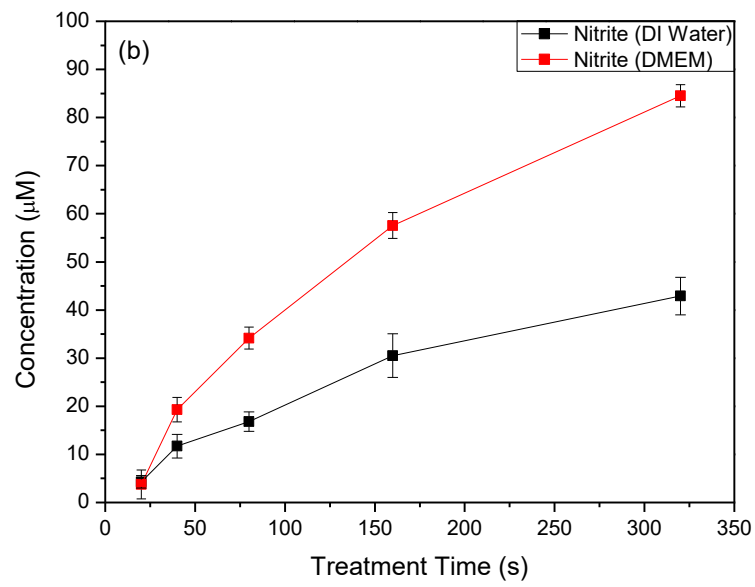 (b)
Nitrite (DI Water)
Nitrite (DMEM)
Concentration (μM)
100
90
80
70
60
50
40
30
20
10
0
0 50 100 150 200 250 300 350
Treatment Time (s)